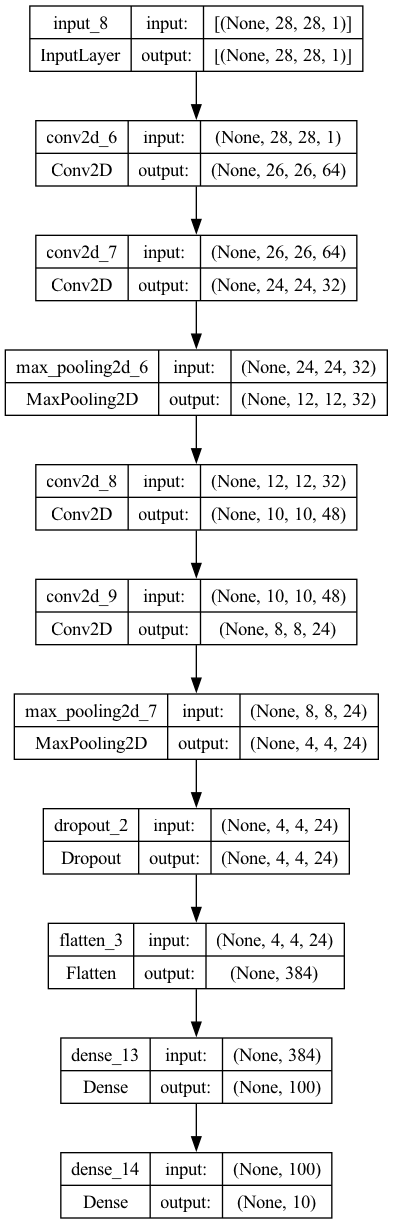 input_8 input: [(None, 28, 28, 1)]
InputLayer output: [(None, 28, 28, 1)]
conv2d_6 input: (None, 28, 28, 1)
Conv2D output: (None, 26, 26, 64)
conv2d_7 input: (None, 26, 26, 64)
Conv2D output: (None, 24, 24, 32)
max_pooling2d_6 input: (None, 24, 24, 32)
MaxPooling2D output: (None, 12, 12, 32)
conv2d_8 input: (None, 12, 12, 32)
Conv2D output: (None, 10, 10, 48)
conv2d_9 input: (None, 10, 10, 48)
Conv2D output: (None, 8, 8, 24)
max_pooling2d_7 input: (None, 8, 8, 24)
MaxPooling2D output: (None, 4, 4, 24)
dropout_2 input: (None, 4, 4, 24)
Dropout output: (None, 4, 4, 24)
flatten_3 input: (None, 4, 4, 24)
Flatten output: (None, 384)
dense_13 input: (None, 384)
Dense output: (None, 100)
dense_14 input: (None, 100)
Dense output: (None, 10)